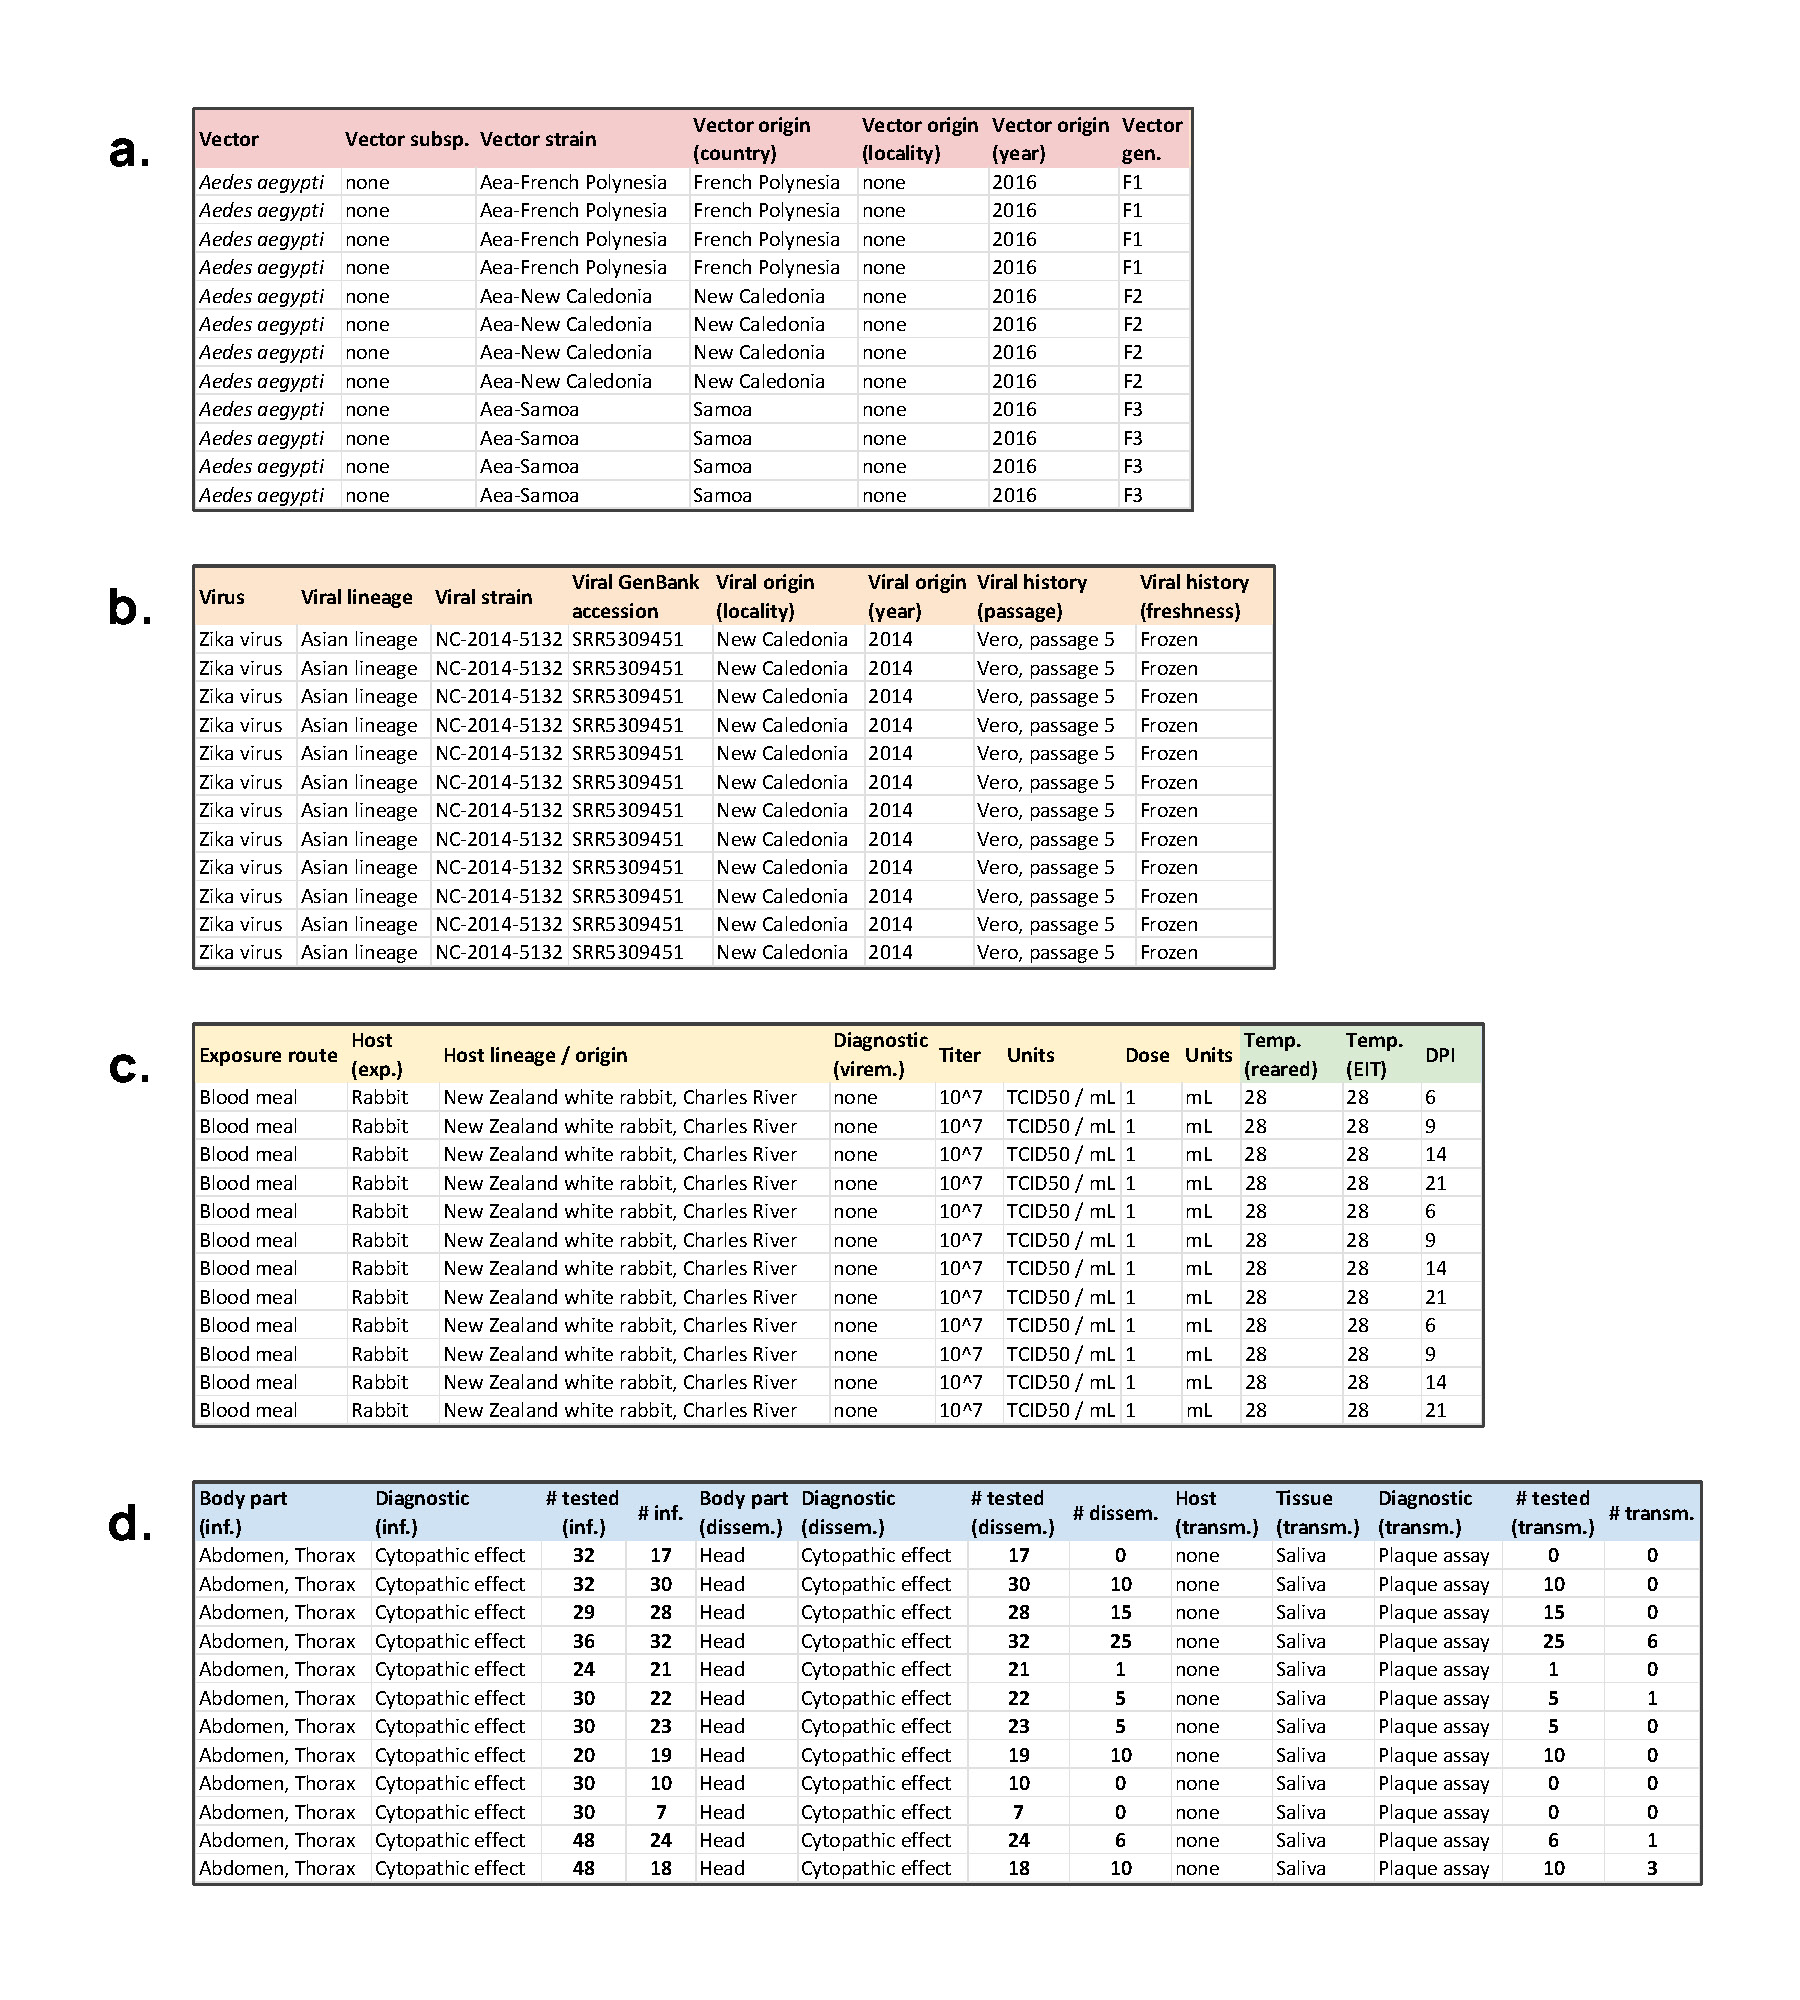 a.
Vector Vector subsp. Vector strain Vector origin (country) Vector origin (locality) Vector origin (year) Vector gen.
Aedes aegypti none Aea-French Polynesia French Polynesia none 2016 F1
Aedes aegypti none Aea-French Polynesia French Polynesia none 2016 F1
Aedes aegypti none Aea-French Polynesia French Polynesia none 2016 F1
Aedes aegypti none Aea-French Polynesia French Polynesia none 2016 F1
Aedes aegypti none Aea-New Caledonia New Caledonia none 2016 F2
Aedes aegypti none Aea-New Caledonia New Caledonia none 2016 F2
Aedes aegypti none Aea-New Caledonia New Caledonia none 2016 F2
Aedes aegypti none Aea-New Caledonia New Caledonia none 2016 F2
Aedes aegypti none Aea-Samoa Samoa none 2016 F3
Aedes aegypti none Aea-Samoa Samoa none 2016 F3
Aedes aegypti none Aea-Samoa Samoa none 2016 F3
Aedes aegypti none Aea-Samoa Samoa none 2016 F3
b.
Virus Viral lineage Viral strain Viral GenBank accession Viral origin (locality) Viral origin (year) Viral history (passage) Viral history (freshness)
Zika virus Asian lineage NC-2014-5132 SRR5309451 New Caledonia 2014 Vero, passage 5 Frozen
Zika virus Asian lineage NC-2014-5132 SRR5309451 New Caledonia 2014 Vero, passage 5 Frozen
Zika virus Asian lineage NC-2014-5132 SRR5309451 New Caledonia 2014 Vero, passage 5 Frozen
Zika virus Asian lineage NC-2014-5132 SRR5309451 New Caledonia 2014 Vero, passage 5 Frozen
Zika virus Asian lineage NC-2014-5132 SRR5309451 New Caledonia 2014 Vero, passage 5 Frozen
Zika virus Asian lineage NC-2014-5132 SRR5309451 New Caledonia 2014 Vero, passage 5 Frozen
Zika virus Asian lineage NC-2014-5132 SRR5309451 New Caledonia 2014 Vero, passage 5 Frozen
Zika virus Asian lineage NC-2014-5132 SRR5309451 New Caledonia 2014 Vero, passage 5 Frozen
Zika virus Asian lineage NC-2014-5132 SRR5309451 New Caledonia 2014 Vero, passage 5 Frozen
Zika virus Asian lineage NC-2014-5132 SRR5309451 New Caledonia 2014 Vero, passage 5 Frozen
Zika virus Asian lineage NC-2014-5132 SRR5309451 New Caledonia 2014 Vero, passage 5 Frozen
Zika virus Asian lineage NC-2014-5132 SRR5309451 New Caledonia 2014 Vero, passage 5 Frozen
c.
Exposure route Host (exp.) Host lineage / origin Diagnostic (virem.) Titer Units Dose Units Temp. (reared) Temp. (EIT) DPI
Blood meal Rabbit New Zealand white rabbit, Charles River none 10^7 TCID50 / mL 1 mL 28 28 6
Blood meal Rabbit New Zealand white rabbit, Charles River none 10^7 TCID50 / mL 1 mL 28 28 9
Blood meal Rabbit New Zealand white rabbit, Charles River none 10^7 TCID50 / mL 1 mL 28 28 14
Blood meal Rabbit New Zealand white rabbit, Charles River none 10^7 TCID50 / mL 1 mL 28 28 21
Blood meal Rabbit New Zealand white rabbit, Charles River none 10^7 TCID50 / mL 1 mL 28 28 6
Blood meal Rabbit New Zealand white rabbit, Charles River none 10^7 TCID50 / mL 1 mL 28 28 9
Blood meal Rabbit New Zealand white rabbit, Charles River none 10^7 TCID50 / mL 1 mL 28 28 14
Blood meal Rabbit New Zealand white rabbit, Charles River none 10^7 TCID50 / mL 1 mL 28 28 21
Blood meal Rabbit New Zealand white rabbit, Charles River none 10^7 TCID50 / mL 1 mL 28 28 6
Blood meal Rabbit New Zealand white rabbit, Charles River none 10^7 TCID50 / mL 1 mL 28 28 9
Blood meal Rabbit New Zealand white rabbit, Charles River none 10^7 TCID50 / mL 1 mL 28 28 14
Blood meal Rabbit New Zealand white rabbit, Charles River none 10^7 TCID50 / mL 1 mL 28 28 21
d.
Body part (inf.) Diagnostic (inf.) # tested (inf.) # inf. Body part (dissem.) Diagnostic (dissem.) # tested (dissem.) # dissem. Host (transm.) Tissue (transm.) Diagnostic (transm.) # tested (transm.) # transm.
Abdomen, Thorax Cytopathic effect 32 17 Head Cytopathic effect 17 0 none Saliva Plaque assay 0 0
Abdomen, Thorax Cytopathic effect 32 30 Head Cytopathic effect 30 10 none Saliva Plaque assay 10 0
Abdomen, Thorax Cytopathic effect 29 28 Head Cytopathic effect 28 15 none Saliva Plaque assay 15 0
Abdomen, Thorax Cytopathic effect 36 32 Head Cytopathic effect 32 25 none Saliva Plaque assay 25 6
Abdomen, Thorax Cytopathic effect 24 21 Head Cytopathic effect 21 1 none Saliva Plaque assay 1 0
Abdomen, Thorax Cytopathic effect 30 22 Head Cytopathic effect 22 5 none Saliva Plaque assay 5 1
Abdomen, Thorax Cytopathic effect 30 23 Head Cytopathic effect 23 5 none Saliva Plaque assay 5 0
Abdomen, Thorax Cytopathic effect 20 19 Head Cytopathic effect 19 10 none Saliva Plaque assay 10 0
Abdomen, Thorax Cytopathic effect 30 10 Head Cytopathic effect 10 0 none Saliva Plaque assay 0 0
Abdomen, Thorax Cytopathic effect 30 7 Head Cytopathic effect 7 0 none Saliva Plaque assay 0 0
Abdomen, Thorax Cytopathic effect 48 24 Head Cytopathic effect 24 6 none Saliva Plaque assay 6 1
Abdomen, Thorax Cytopathic effect 48 18 Head Cytopathic effect 18 10 none Saliva Plaque assay 10 3